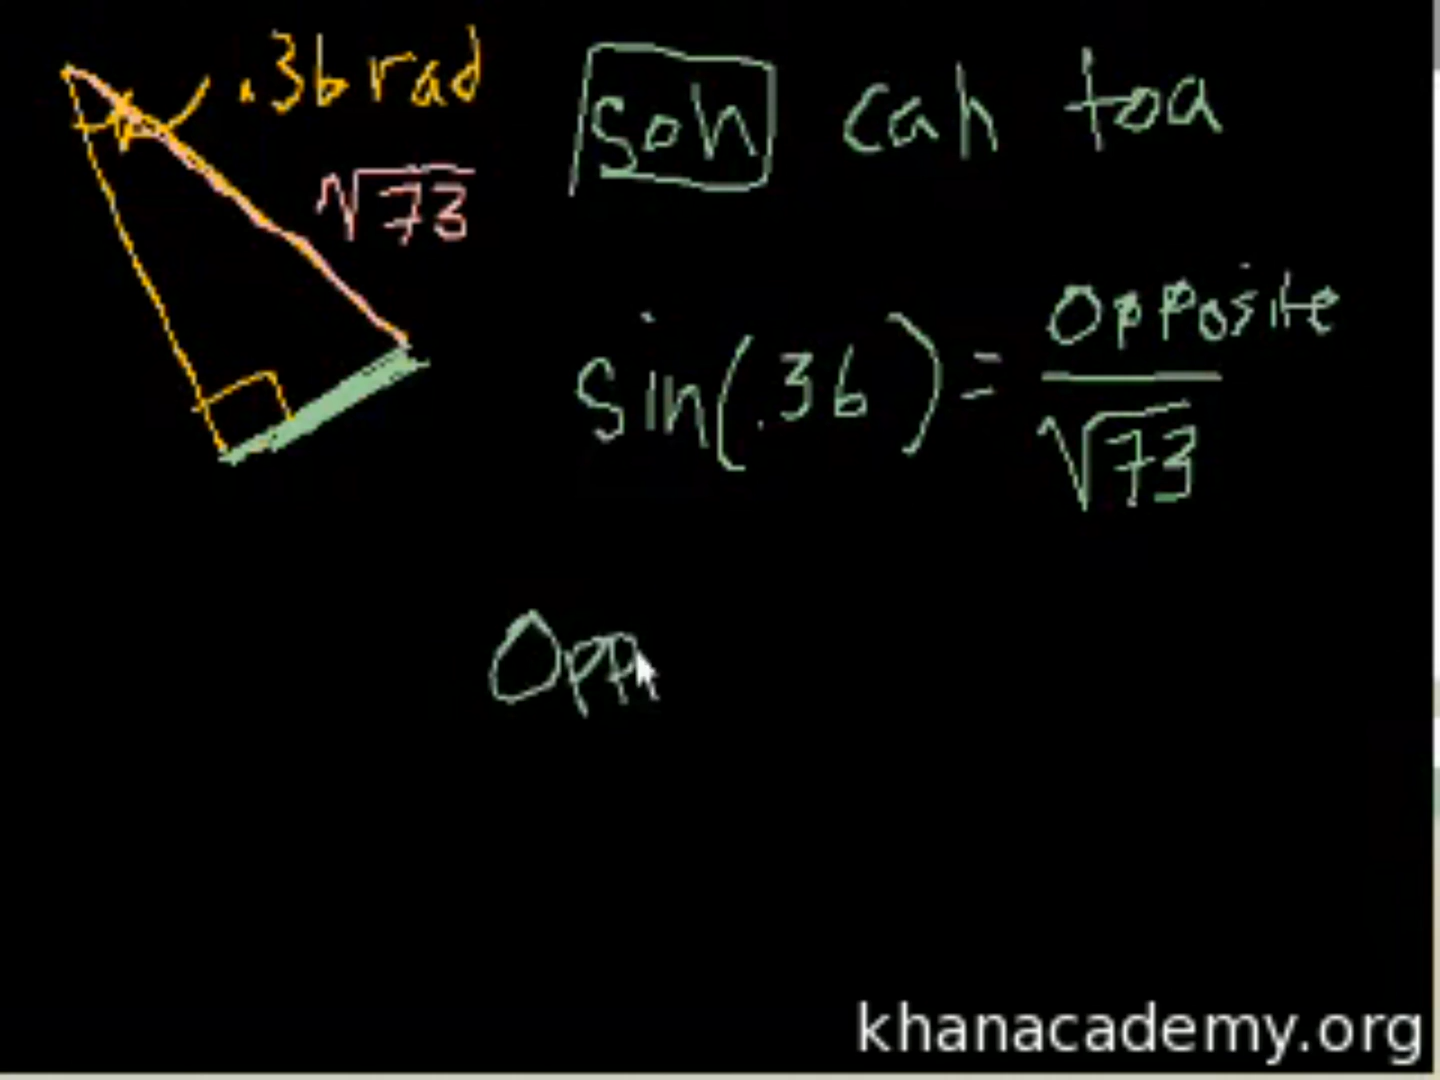 .36 rad
soh cah toa
√73
sin(.36) = opposite/√73
Opp
khanacademy.org